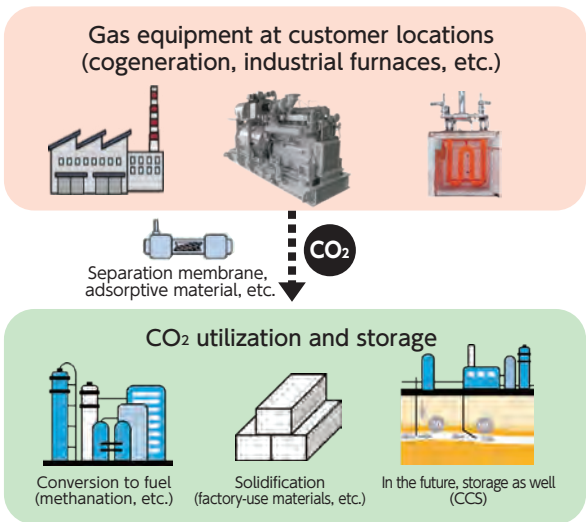 Gas equipment at customer locations
(cogeneration, industrial furnaces, etc.)
CO₂
Separation membrane,
adsorptive material, etc.
CO₂ utilization and storage
Conversion to fuel
(methanation, etc.)
Solidification
(factory-use materials, etc.)
In the future, storage as well
(CCS)